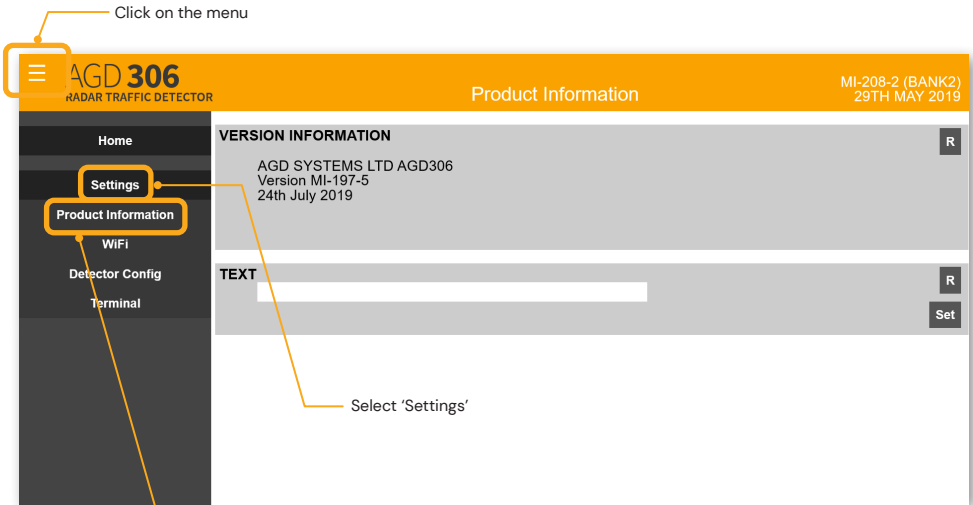 Click on the menu
AGD 306
RADAR TRAFFIC DETECTOR
Product Information
MI-208-2 (BANK2)
29TH MAY 2019
Home
Settings
Product Information
WiFi
Detector Config
Terminal
VERSION INFORMATION
R
AGD SYSTEMS LTD AGD306
Version MI-197-5
24th July 2019
TEXT
R
Set
Select ‘Settings’